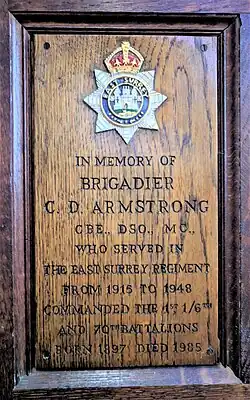 EAST SURREY
IN MEMORY OF
BRIGADIER
C. D. ARMSTRONG
CBE., DSO., MC.,
WHO SERVED IN
THE EAST SURREY REGIMENT
FROM 1915 TO 1948
COMMANDED THE 1ST 1/6TH
AND 70TH BATTALIONS
BORN 1897 DIED 1985